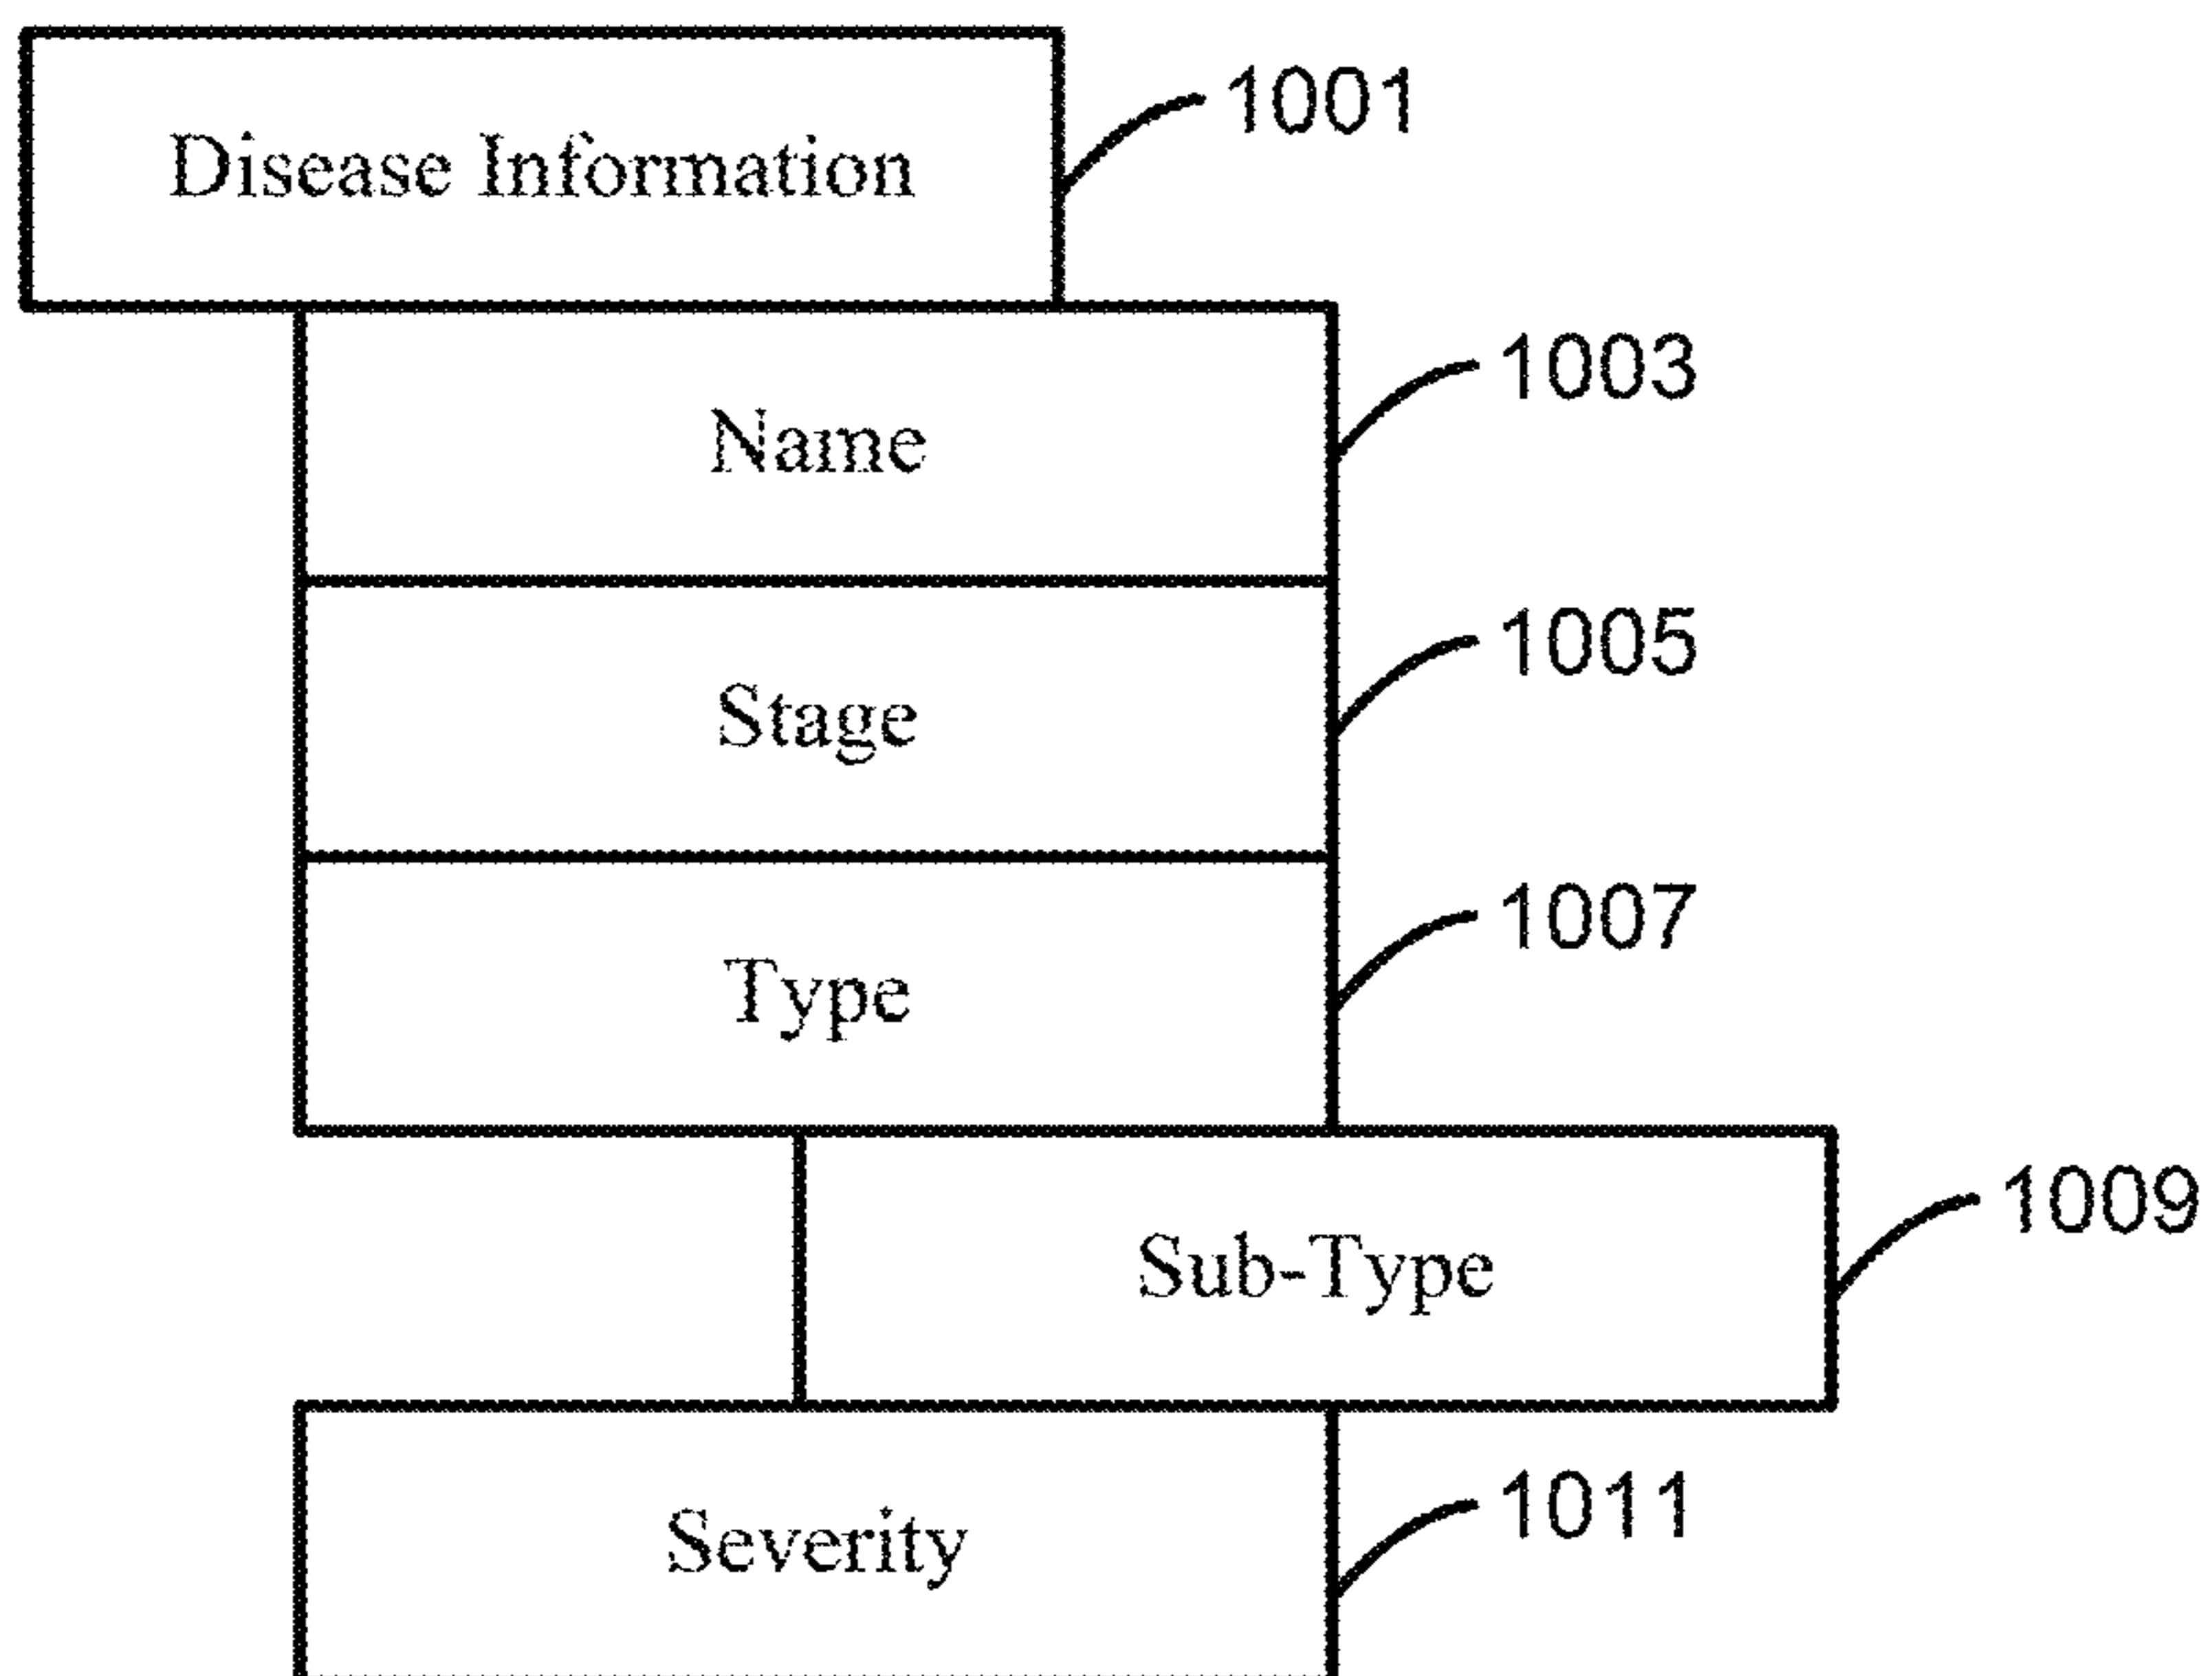 Disease Information
1001
Name
1003
Stage
1005
Type
1007
Sub-Type
1009
Severity
1011